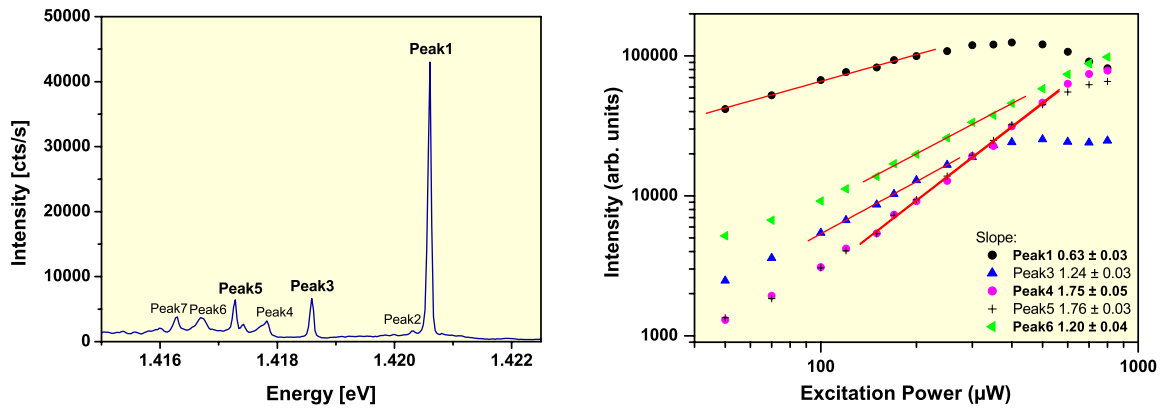 50000
40000
30000
20000
10000
0
Intensity [cts/s]
Peak1
Peak7
Peak6
Peak5
Peak4
Peak3
Peak2
1.416
1.418
1.420
1.422
Energy [eV]
100000
10000
1000
Intensity (arb. units)
Slope:
Peak1 0.63 ± 0.03
Peak3 1.24 ± 0.03
Peak4 1.75 ± 0.05
Peak5 1.76 ± 0.03
Peak6 1.20 ± 0.04
100
1000
Excitation Power (µW)